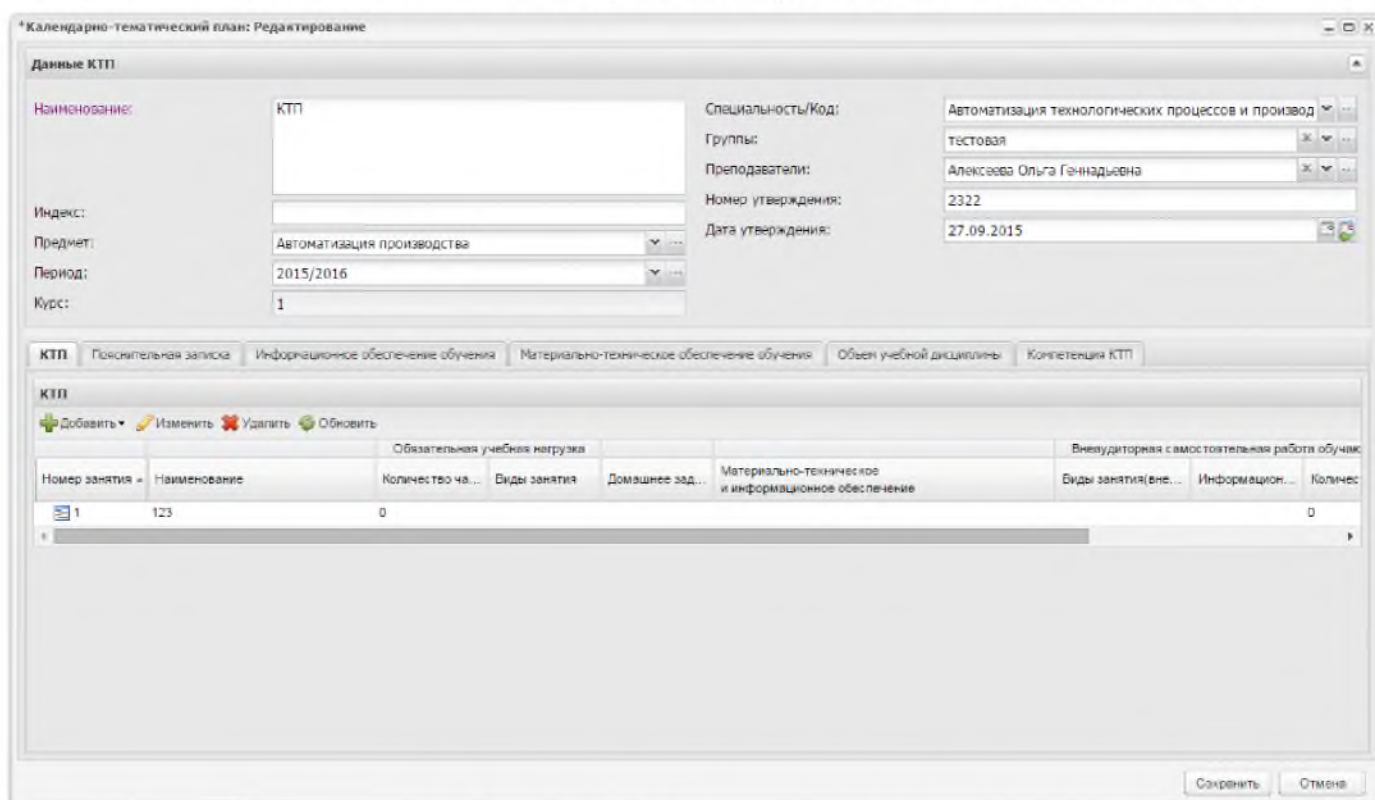 *Календарно-тематический план: Редактирование
Данные КТП
Наименование:
КТП
Индекс:
Предмет:
Автоматизация производства
Период:
2015/2016
Курс:
1
Специальность/Код:
Автоматизация технологических процессов и производ
Группы:
тестовая
Преподаватели:
Алексеева Ольга Геннадьевна
Номер утверждения:
2322
Дата утверждения:
27.09.2015
КТП Пояснительная записка Информационное обеспечение обучения Материально-техническое обеспечение обучения Объем учебной дисциплины Компетенция КТП
КТП
Добавить Изменить Удалить Обновить
Обязательная учебная нагрузка Внеаудиторная самостоятельная работа обучаю
Номер занятия Наименование Количество ча... Виды занятия Домашнее зад... Материально-техническое
и информационное обеспечение
Виды занятия(вне... Информацион... Количес
1 123 0 0
Сохранить Отмена